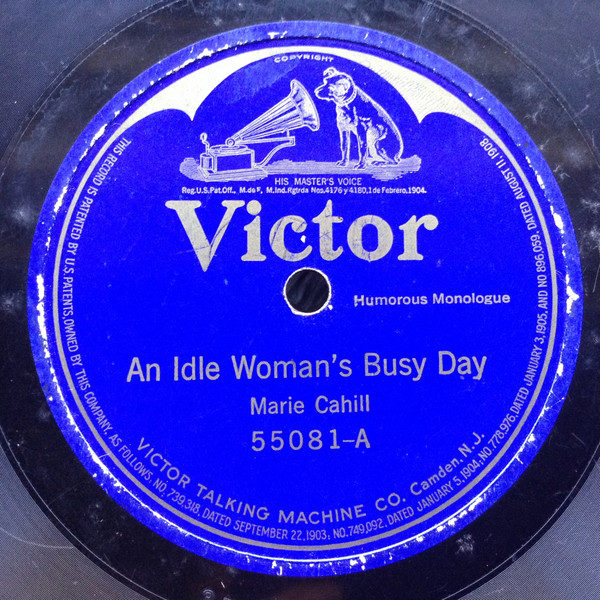 COPYRIGHT
HIS MASTER'S VOICE
Reg.U.S.Pat.Off., M.de F., M.Ind.Rgtrda Nos.4176 y 4180,1 de Febrero,1904.
Victor
Humorous Monologue
An Idle Woman's Busy Day
Marie Cahill
55081-A
VICTOR TALKING MACHINE CO. Camden, N.J.
THIS RECORD IS PATENTED BY U.S. PATENTS, OWNED BY THIS COMPANY, AS FOLLOWS, NO. 739,318, DATED SEPTEMBER 22, 1903; NO. 749,092, DATED JANUARY 5, 1904; NO. 778,976, DATED JANUARY 3, 1905, AND NO 896,059, DATED AUGUST 11, 1908